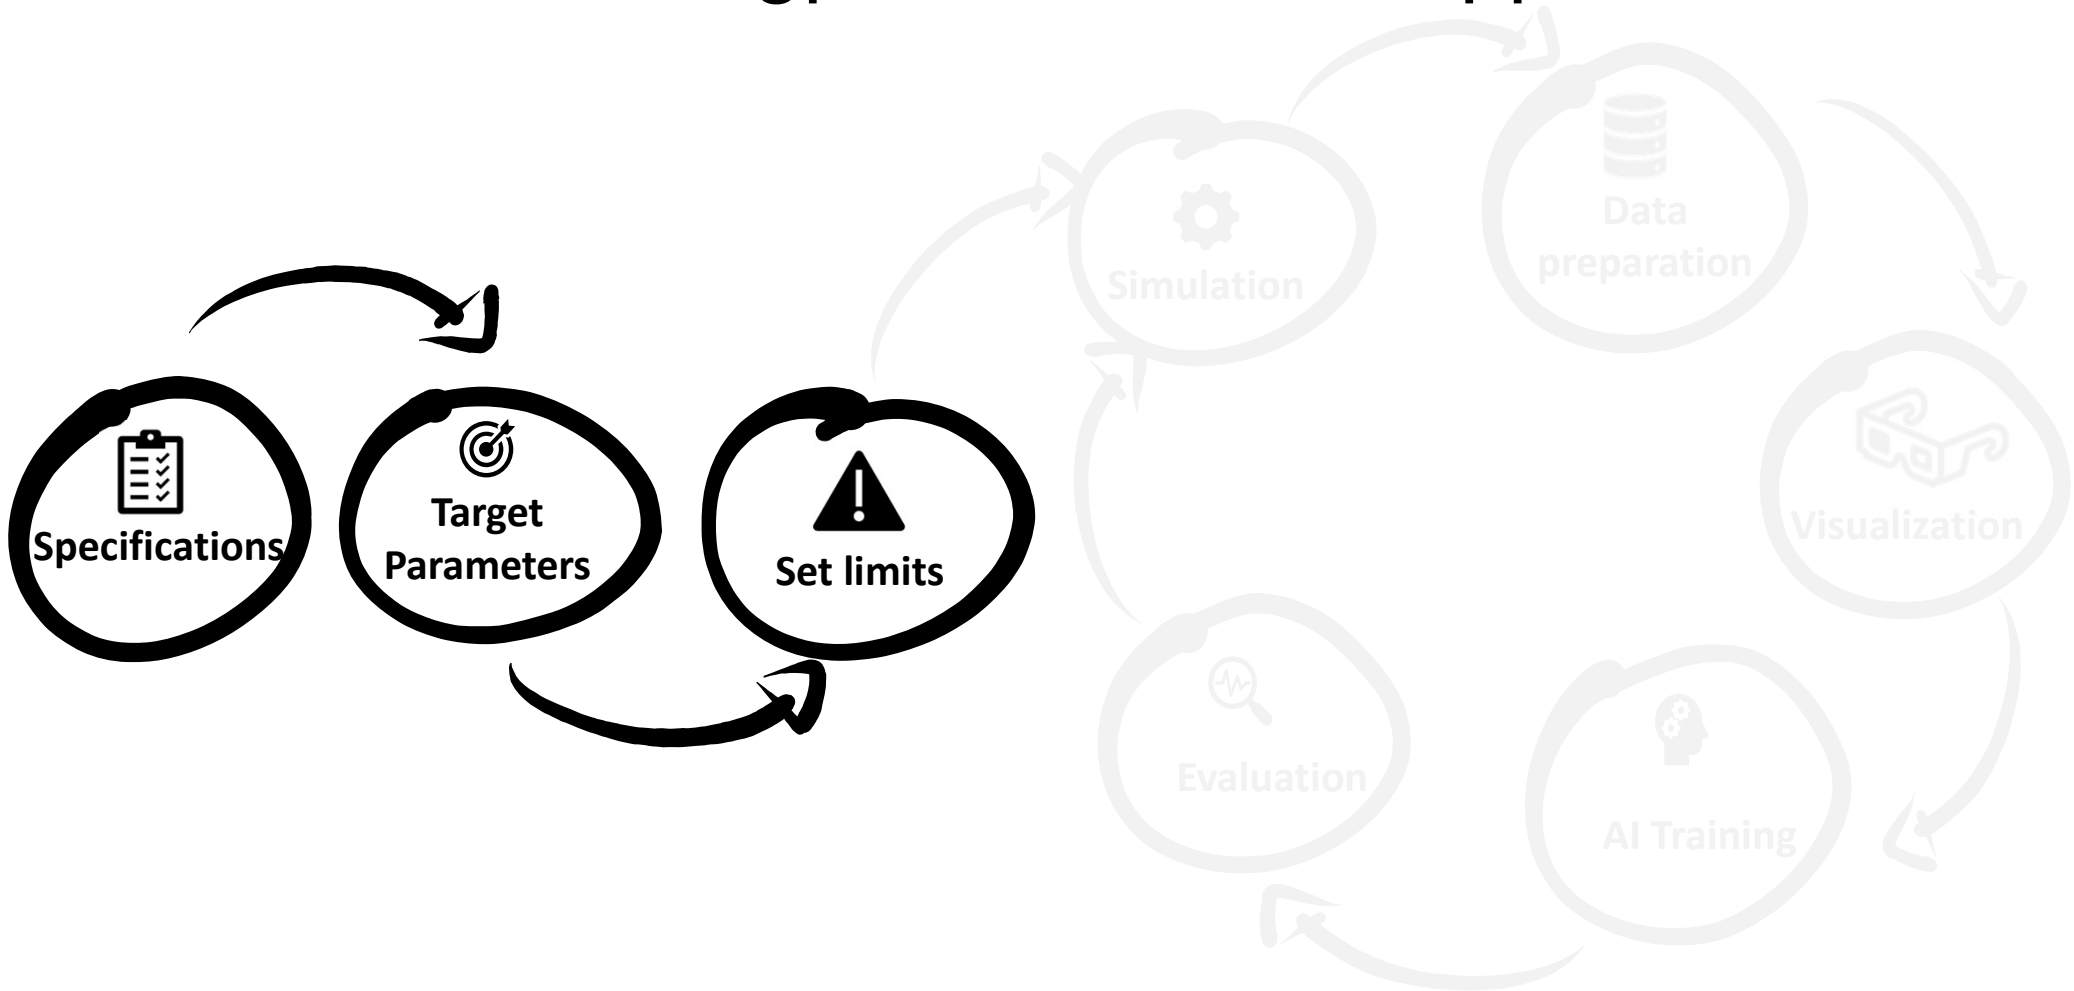 Specifications
Target
Parameters
Set limits
Simulation
Data
preparation
Visualization
AI Training
Evaluation